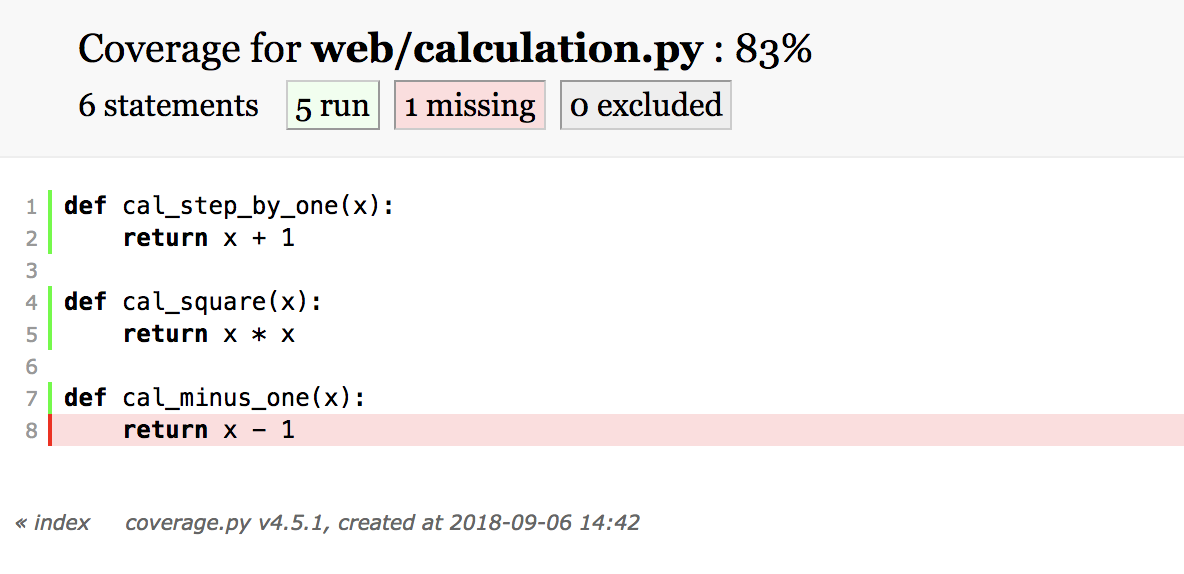 Coverage for web/calculation.py : 83%
6 statements 5 run 1 missing 0 excluded
1 def cal_step_by_one(x):
2     return x + 1
3
4 def cal_square(x):
5     return x * x
6
7 def cal_minus_one(x):
8     return x - 1
« index coverage.py v4.5.1, created at 2018-09-06 14:42